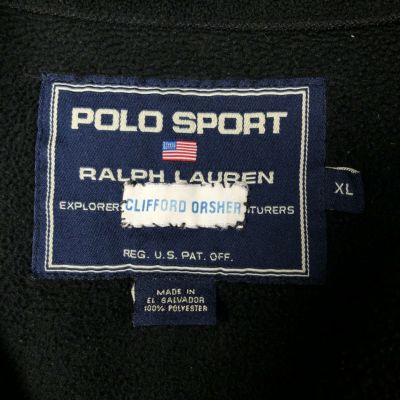 POLO SPORT
RALPH LAUREN
XL
EXPLORERS
CLIFFORD ORSHER
TURERS
REG. U.S. PAT. OFF.
MADE IN
EL SALVADOR
100% POLYESTER